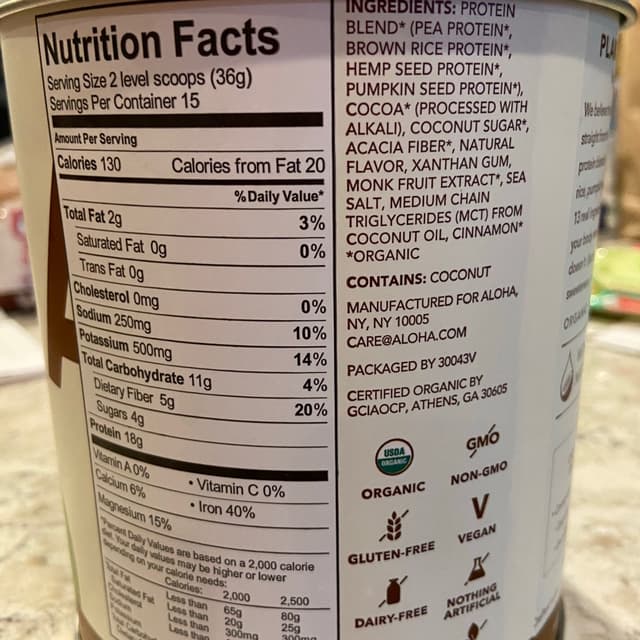 Nutrition Facts
Serving Size 2 level scoops (36g)
Servings Per Container 15
Amount Per Serving
Calories 130 Calories from Fat 20
% Daily Value*
Total Fat 2g 3%
Saturated Fat 0g 0%
Trans Fat 0g
Cholesterol 0mg 0%
Sodium 250mg 10%
Potassium 500mg 14%
Total Carbohydrate 11g 4%
Dietary Fiber 5g 20%
Sugars 4g
Protein 18g
Vitamin A 0% • Vitamin C 0%
Calcium 6% • Iron 40%
Magnesium 15%
*Percent Daily Values are based on a 2,000 calorie
diet. Your daily values may be higher or lower
depending on your calorie needs:
Calories: 2,000 2,500
Total Fat Less than 65g 80g
Saturated Fat Less than 20g 25g
Less than 300mg 300mg
INGREDIENTS: PROTEIN
BLEND* (PEA PROTEIN*,
BROWN RICE PROTEIN*,
HEMP SEED PROTEIN*,
PUMPKIN SEED PROTEIN*),
COCOA* (PROCESSED WITH
ALKALI), COCONUT SUGAR*,
ACACIA FIBER*, NATURAL
FLAVOR, XANTHAN GUM,
MONK FRUIT EXTRACT*, SEA
SALT, MEDIUM CHAIN
TRIGLYCERIDES (MCT) FROM
COCONUT OIL, CINNAMON*
*ORGANIC
CONTAINS: COCONUT
MANUFACTURED FOR ALOHA,
NY, NY 10005
CARE@ALOHA.COM
PACKAGED BY 30043V
CERTIFIED ORGANIC BY
GCIAOCP, ATHENS, GA 30605
USDA
ORGANIC
ORGANIC
GMO
NON-GMO
GLUTEN-FREE
V
VEGAN
DAIRY-FREE
NOTHING
ARTIFICIAL
We
protein
your body